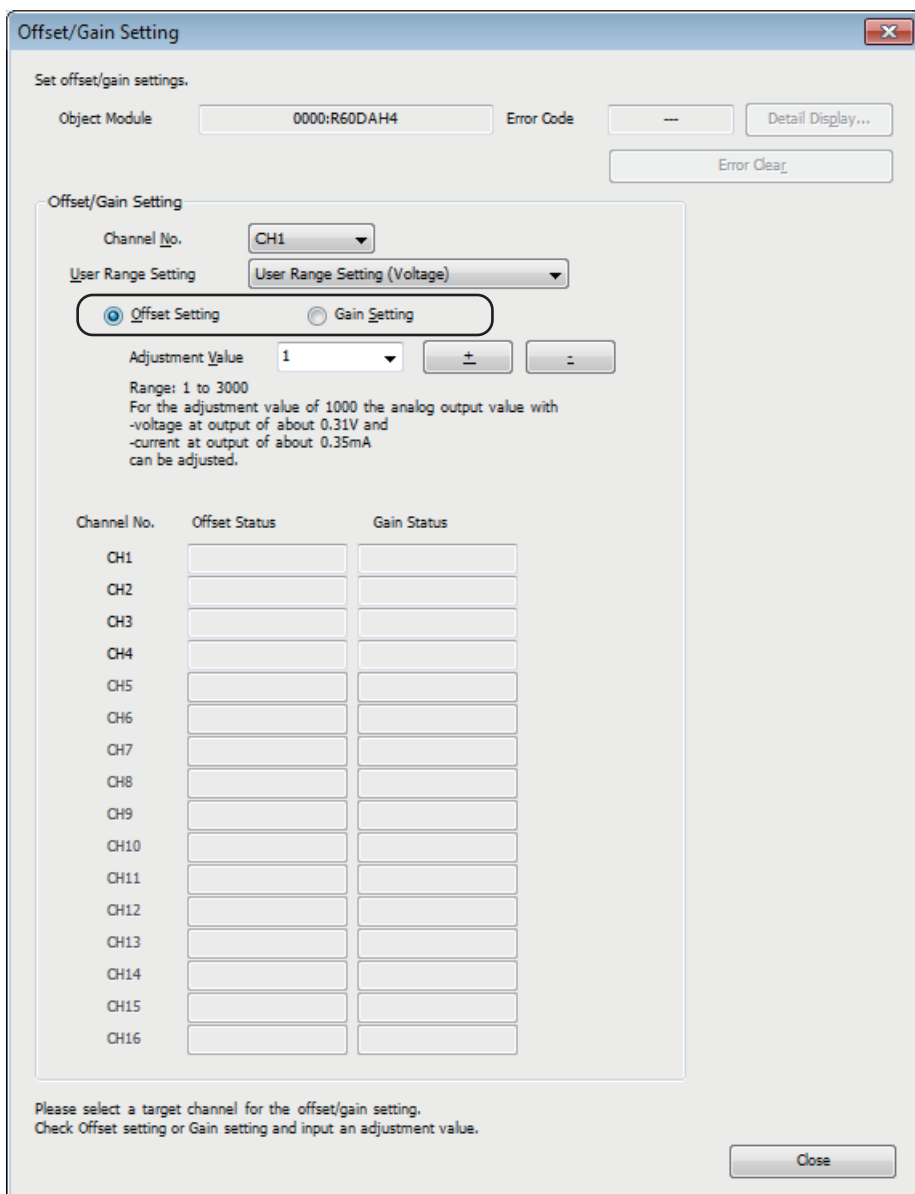 Offset/Gain Setting
Set offset/gain settings.
Object Module 0000:R60DAH4 Error Code --- Detail Display...
Error Clear
Offset/Gain Setting
Channel No. CH1
User Range Setting User Range Setting (Voltage)
Offset Setting Gain Setting
Adjustment Value 1 + -
Range: 1 to 3000
For the adjustment value of 1000 the analog output value with
-voltage at output of about 0.31V and
-current at output of about 0.35mA
can be adjusted.
Channel No. Offset Status Gain Status
CH1
CH2
CH3
CH4
CH5
CH6
CH7
CH8
CH9
CH10
CH11
CH12
CH13
CH14
CH15
CH16
Please select a target channel for the offset/gain setting.
Check Offset setting or Gain setting and input an adjustment value.
Close